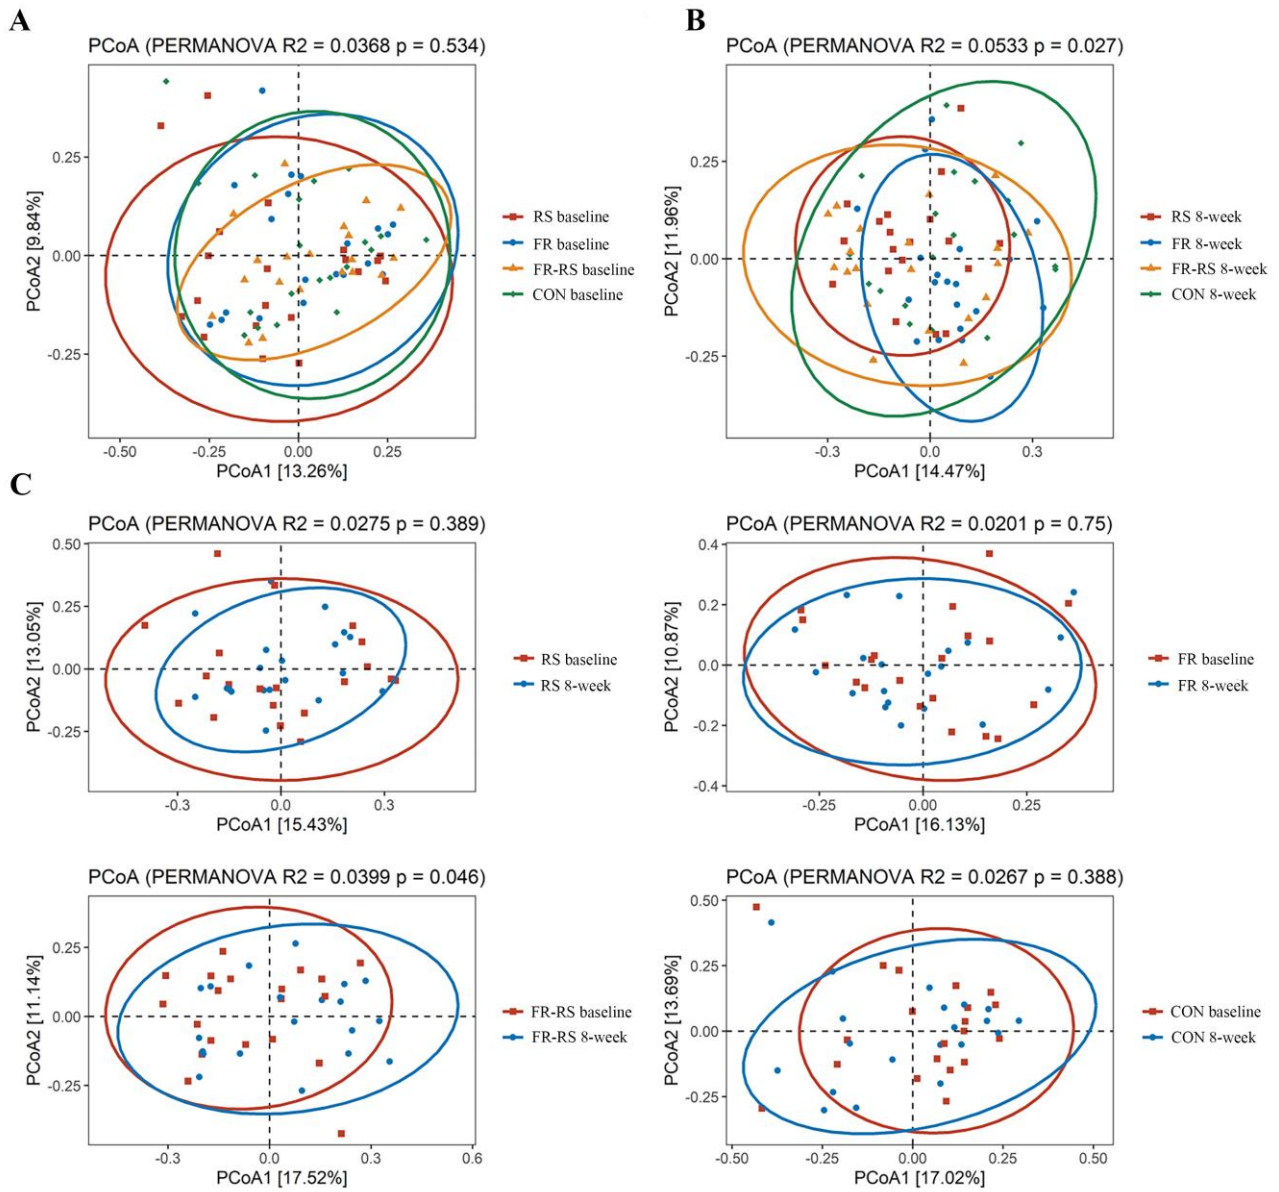 A
PCoA (PERMANOVA R2 = 0.0368 p = 0.534)
PCoA2 [9.84%]
0.25
0.00
-0.25
-0.50
-0.25
0.00
0.25
PCoA1 [13.26%]
RS baseline
FR baseline
FR-RS baseline
CON baseline
B
PCoA (PERMANOVA R2 = 0.0533 p = 0.027)
PCoA2 [11.96%]
0.25
0.00
-0.25
-0.3
0.0
0.3
PCoA1 [14.47%]
RS 8-week
FR 8-week
FR-RS 8-week
CON 8-week
C
PCoA (PERMANOVA R2 = 0.0275 p = 0.389)
PCoA2 [13.05%]
0.50
0.25
0.00
-0.25
-0.3
0.0
0.3
PCoA1 [15.43%]
RS baseline
RS 8-week
PCoA (PERMANOVA R2 = 0.0201 p = 0.75)
PCoA2 [10.87%]
0.4
0.2
0.0
-0.2
-0.4
-0.25
0.00
0.25
PCoA1 [16.13%]
FR baseline
FR 8-week
PCoA (PERMANOVA R2 = 0.0399 p = 0.046)
PCoA2 [11.14%]
0.25
0.00
-0.25
-0.3
0.0
0.3
0.6
PCoA1 [17.52%]
FR-RS baseline
FR-RS 8-week
PCoA (PERMANOVA R2 = 0.0267 p = 0.388)
PCoA2 [13.69%]
0.50
0.25
0.00
-0.25
-0.50
-0.25
0.00
0.25
0.50
PCoA1 [17.02%]
CON baseline
CON 8-week